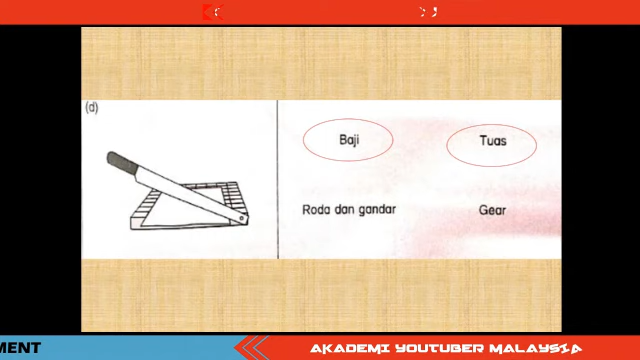 (d)
Baji
Tuas
Roda dan gandar
Gear
MENT
AKADEMI YOUTUBER MALAYSIA